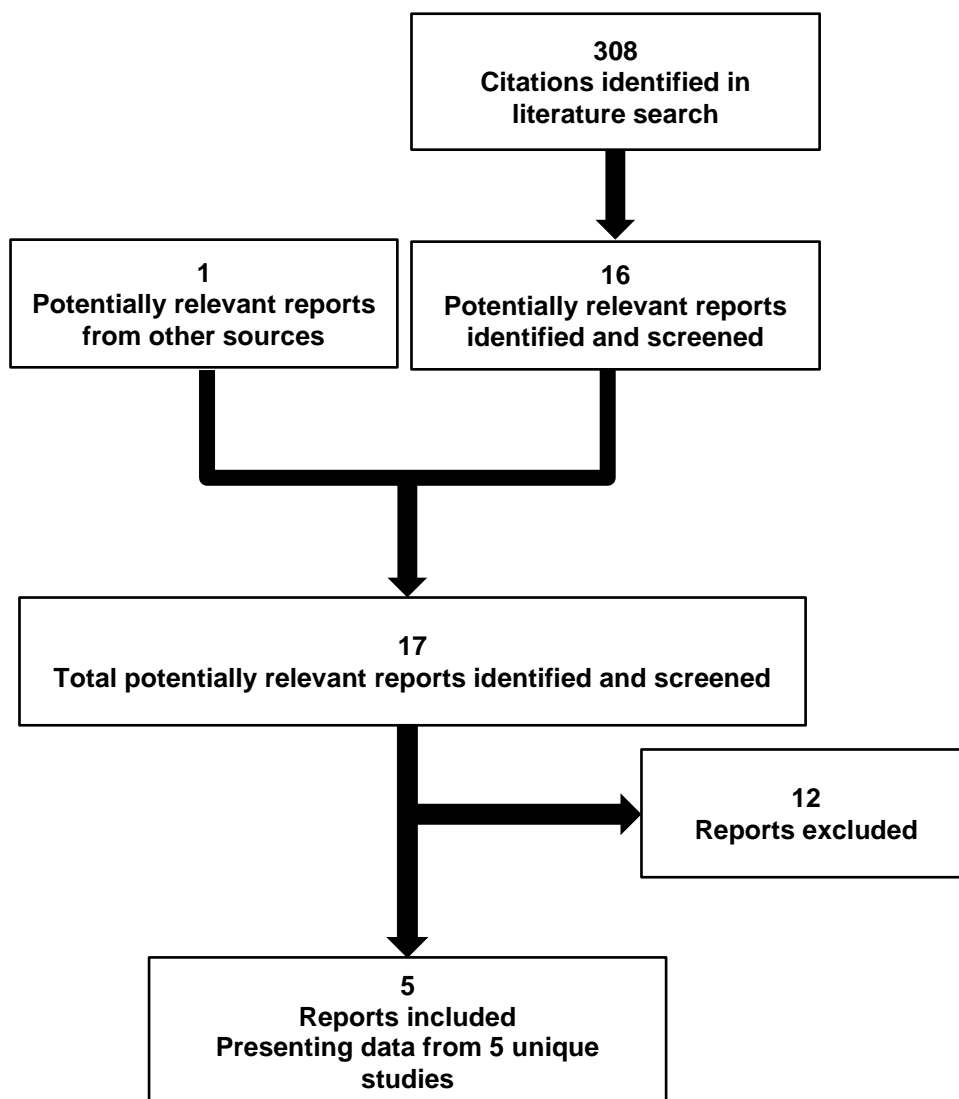 308
Citations identified in
literature search
1
Potentially relevant reports
from other sources
16
Potentially relevant reports
identified and screened
17
Total potentially relevant reports identified and screened
12
Reports excluded
5
Reports included
Presenting data from 5 unique
studies